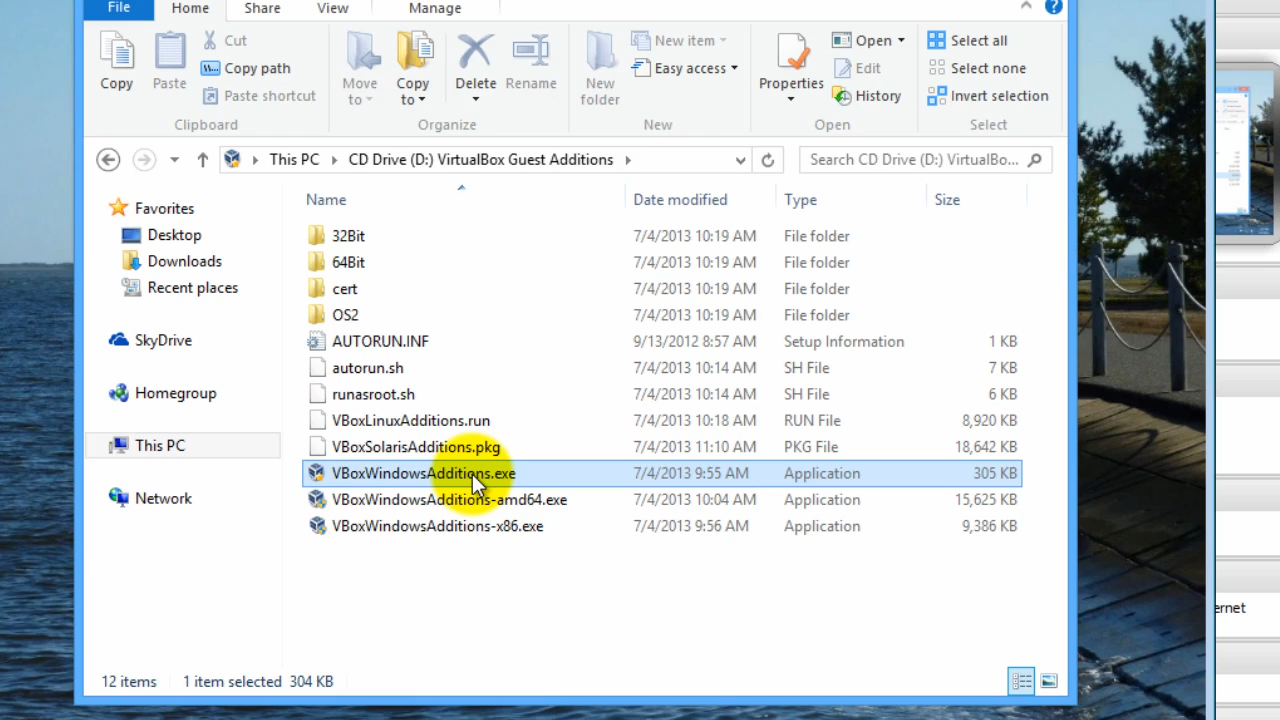 File Home Share View Manage
Copy Paste Cut
Copy path
Paste shortcut
Clipboard
Move to Copy to Delete Rename
Organize
New folder New item
Easy access
New
Properties Open
Edit
History
Open
Select all
Select none
Invert selection
Select
This PC CD Drive (D:) VirtualBox Guest Additions Search CD Drive (D:) VirtualBo...
Favorites
Desktop
Downloads
Recent places
SkyDrive
Homegroup
This PC
Network
Name Date modified Type Size
32Bit 7/4/2013 10:19 AM File folder
64Bit 7/4/2013 10:19 AM File folder
cert 7/4/2013 10:19 AM File folder
OS2 7/4/2013 10:19 AM File folder
AUTORUN.INF 9/13/2012 8:57 AM Setup Information 1 KB
autorun.sh 7/4/2013 10:14 AM SH File 7 KB
runasroot.sh 7/4/2013 10:14 AM SH File 6 KB
VBoxLinuxAdditions.run 7/4/2013 10:18 AM RUN File 8,920 KB
VBoxSolarisAdditions.pkg 7/4/2013 11:10 AM PKG File 18,642 KB
VBoxWindowsAdditions.exe 7/4/2013 9:55 AM Application 305 KB
VBoxWindowsAdditions-amd64.exe 7/4/2013 10:04 AM Application 15,625 KB
VBoxWindowsAdditions-x86.exe 7/4/2013 9:56 AM Application 9,386 KB
ernet
12 items 1 item selected 304 KB